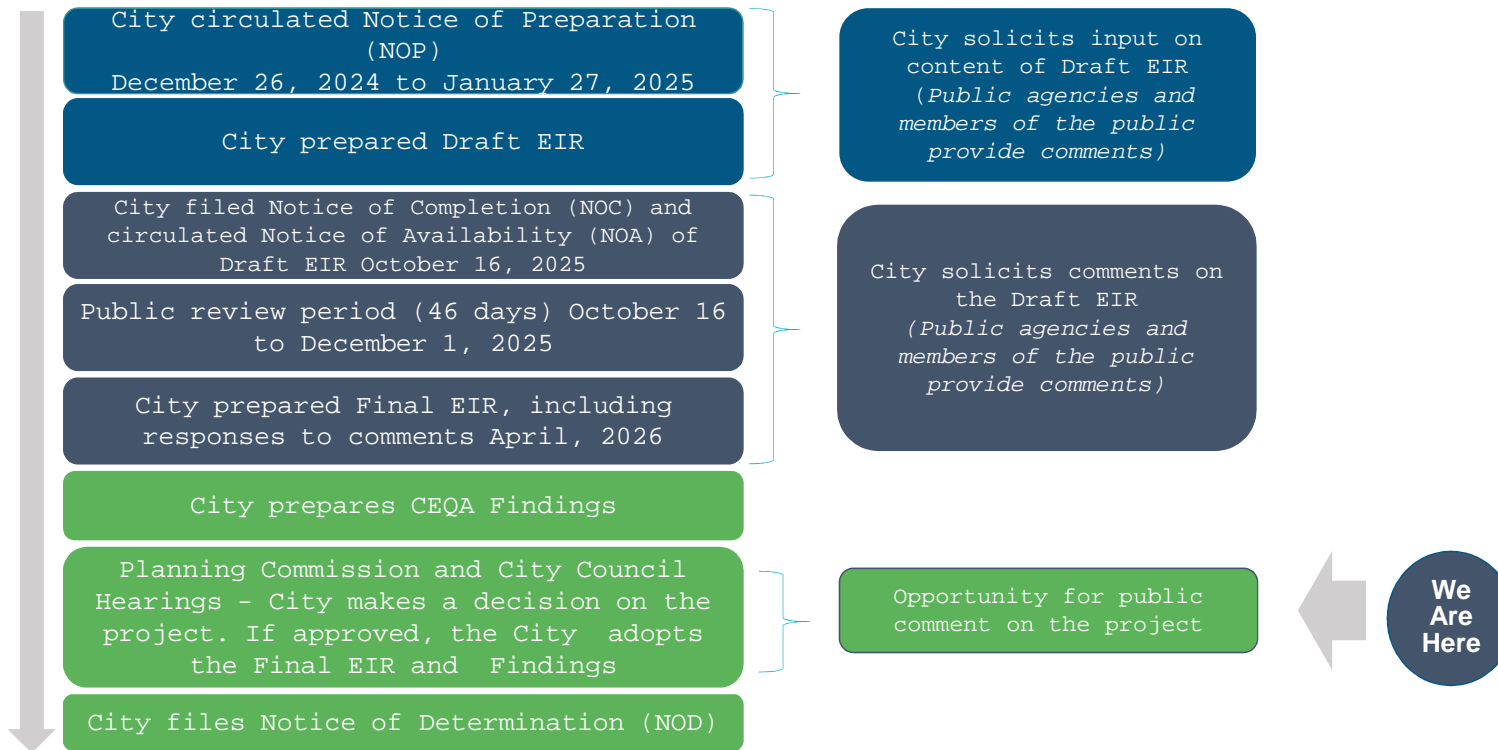 City circulated Notice of Preparation
(NOP)
December 26, 2024 to January 27, 2025
City prepared Draft EIR
City solicits input on
content of Draft EIR
(Public agencies and
members of the public
provide comments)
City filed Notice of Completion (NOC) and
circulated Notice of Availability (NOA) of
Draft EIR October 16, 2025
Public review period (46 days) October 16
to December 1, 2025
City prepared Final EIR, including
responses to comments April, 2026
City solicits comments on
the Draft EIR
(Public agencies and
members of the public
provide comments)
City prepares CEQA Findings
Planning Commission and City Council
Hearings - City makes a decision on the
project. If approved, the City adopts
the Final EIR and Findings
Opportunity for public
comment on the project
We
Are
Here
City files Notice of Determination (NOD)